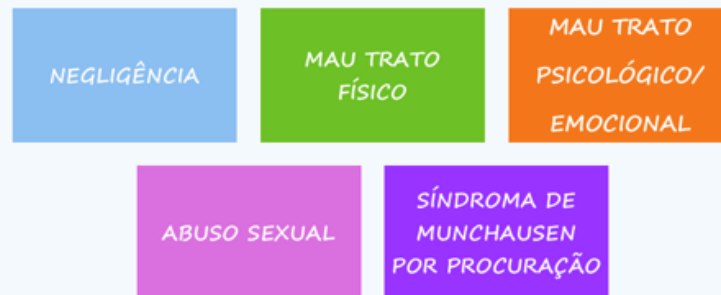 NEGLIGÊNCIA
MAU TRATO
FÍSICO
MAU TRATO
PSICOLÓGICO/
EMOCIONAL
ABUSO SEXUAL
SÍNDROMA DE
MUNCHAUSEN
POR PROCURAÇÃO